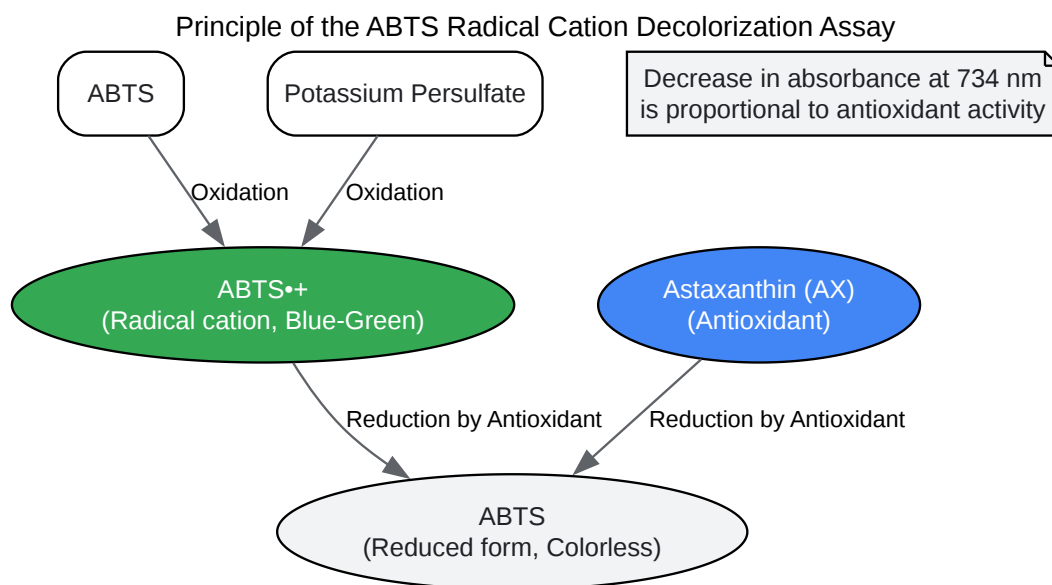 Principle of the ABTS Radical Cation Decolorization Assay
ABTS
Potassium Persulfate
Decrease in absorbance at 734 nm
is proportional to antioxidant activity
Oxidation
Oxidation
ABTS•+
(Radical cation, Blue-Green)
Astaxanthin (AX)
(Antioxidant)
Reduction by Antioxidant
Reduction by Antioxidant
ABTS
(Reduced form, Colorless)